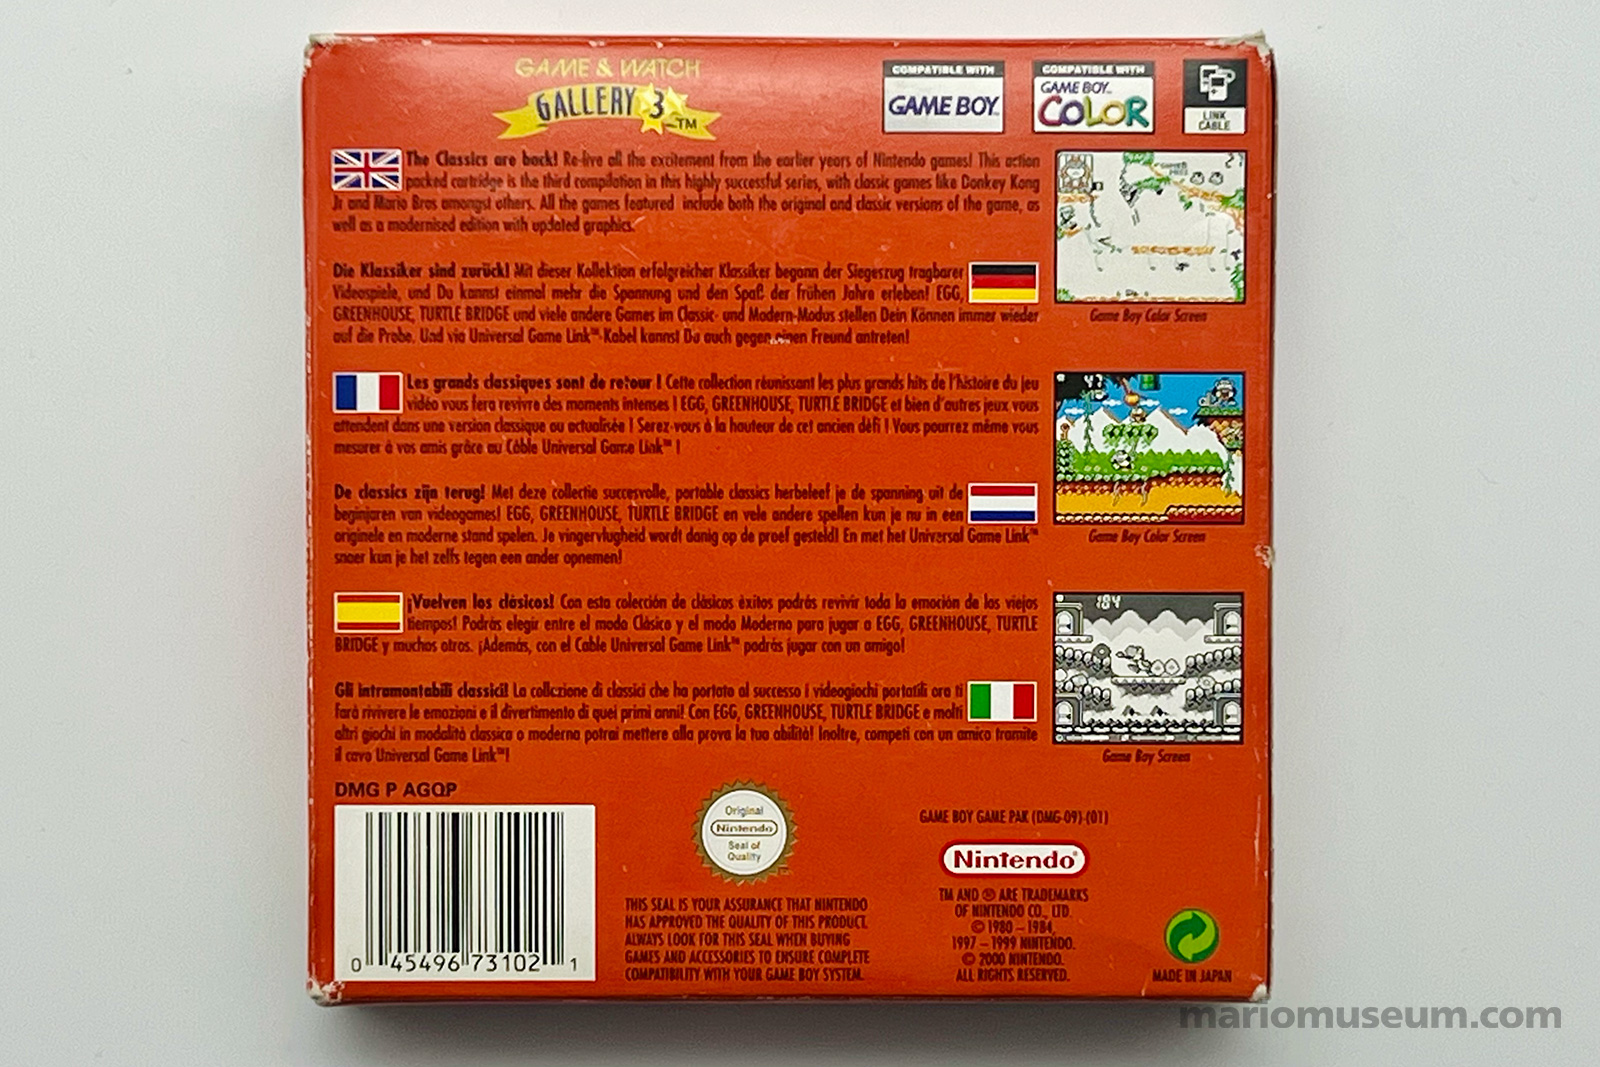 GAME & WATCH
GALLERY 3™
COMPATIBLE WITH
GAME BOY™
COMPATIBLE WITH
GAME BOY™
COLOR
LINK
CABLE
The Classics are back! Re-live all the excitement from the earlier years of Nintendo games! This action
packed cartridge is the third compilation in this highly successful series, with classic games like Donkey Kong
Jr and Mario Bros amongst others. All the games featured include both the original and classic versions of the game, as
well as a modernised edition with updated graphics.
Game Boy Color Screen
Die Klassiker sind zurück! Mit dieser Kollektion erfolgreicher Klassiker begann der Siegeszug tragbarer
Videospiele, und Du kannst einmal mehr die Spannung und den Spaß der frühen Jahre erleben! EGG,
GREENHOUSE, TURTLE BRIDGE und viele andere Games im Classic- und Modern-Modus stellen Dein Können immer wieder
auf die Probe. Und via Universal Game Link™-Kabel kannst Du auch gegen einen Freund antreten!
Les grands classiques sont de retour ! Cette collection réunissant les plus grands hits de l'histoire du jeu
vidéo vous fera revivre des moments intenses ! EGG, GREENHOUSE, TURTLE BRIDGE et bien d'autres jeux vous
attendent dans une version classique ou actualisée ! Serez-vous à la hauteur de cet ancien défi ! Vous pourrez même vous
mesurer à vos amis grâce au Câble Universal Game Link™ !
Game Boy Color Screen
De classics zijn terug! Met deze collectie succesvolle, portable classics herbeleef je de spanning uit de
beginjaren van videogames! EGG, GREENHOUSE, TURTLE BRIDGE en vele andere spellen kun je nu in een
originele en moderne stand spelen. Je vingervlugheid wordt danig op de proef gesteld! En met het Universal Game Link™
snoer kun je het zelfs tegen een ander opnemen!
¡Vuelven los clásicos! Con esta colección de clásicos éxitos podrás revivir toda la emoción de los viejos
tiempos! Podrás elegir entre el modo Clásico y el modo Moderno para jugar a EGG, GREENHOUSE, TURTLE
BRIDGE y muchos otros. ¡Además, con el Cable Universal Game Link™ podrás jugar con un amigo!
184
Game Boy Screen
Gli intramontabili classici! La collezione di classici che ha portato al successo i videogiochi portatili ora ti
farà rivivere le emozioni e il divertimento di quei primi anni! Con EGG, GREENHOUSE, TURTLE BRIDGE e molti
altri giochi in modalità classica o moderna potrai mettere alla prova la tua abilità! Inoltre, competi con un amico tramite
il cavo Universal Game Link™!
DMG P AGQP
0 45496 73102 1
Original
Nintendo
Seal of
Quality
THIS SEAL IS YOUR ASSURANCE THAT NINTENDO
HAS APPROVED THE QUALITY OF THIS PRODUCT.
ALWAYS LOOK FOR THIS SEAL WHEN BUYING
GAMES AND ACCESSORIES TO ENSURE COMPLETE
COMPATIBILITY WITH YOUR GAME BOY SYSTEM.
GAME BOY GAME PAK (DMG-09)-(01)
Nintendo®
TM AND ® ARE TRADEMARKS
OF NINTENDO CO., LTD.
© 1980 – 1984,
1997 – 1999 NINTENDO.
© 2000 NINTENDO.
ALL RIGHTS RESERVED.
MADE IN JAPAN
mariomuseum.com